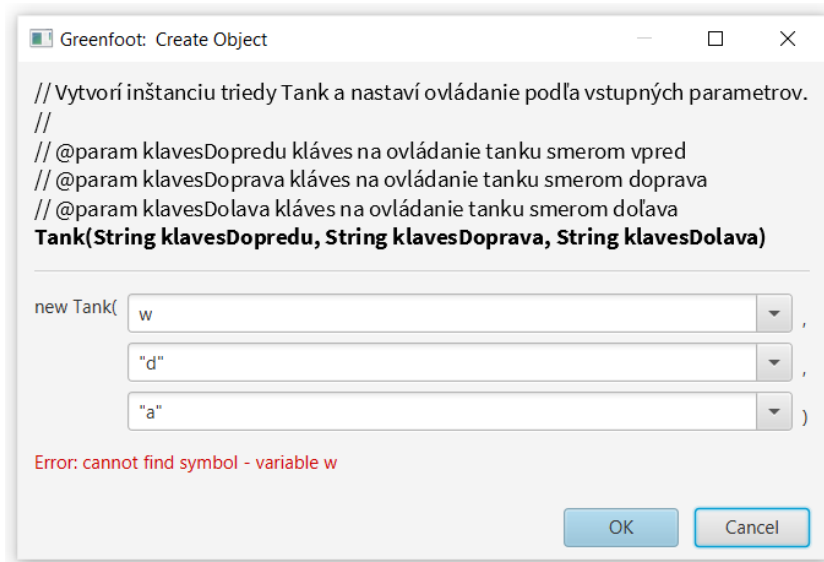 Greenfoot: Create Object
// Vytvorí inštanciu triedy Tank a nastaví ovládanie podľa vstupných parametrov.
//
// @param klavesDopredu kláves na ovládanie tanku smerom vpred
// @param klavesDoprava kláves na ovládanie tanku smerom doprava
// @param klavesDolava kláves na ovládanie tanku smerom doľava
Tank(String klavesDopredu, String klavesDoprava, String klavesDolava)
new Tank( w ,
"d" ,
"a" )
Error: cannot find symbol - variable w
OK Cancel